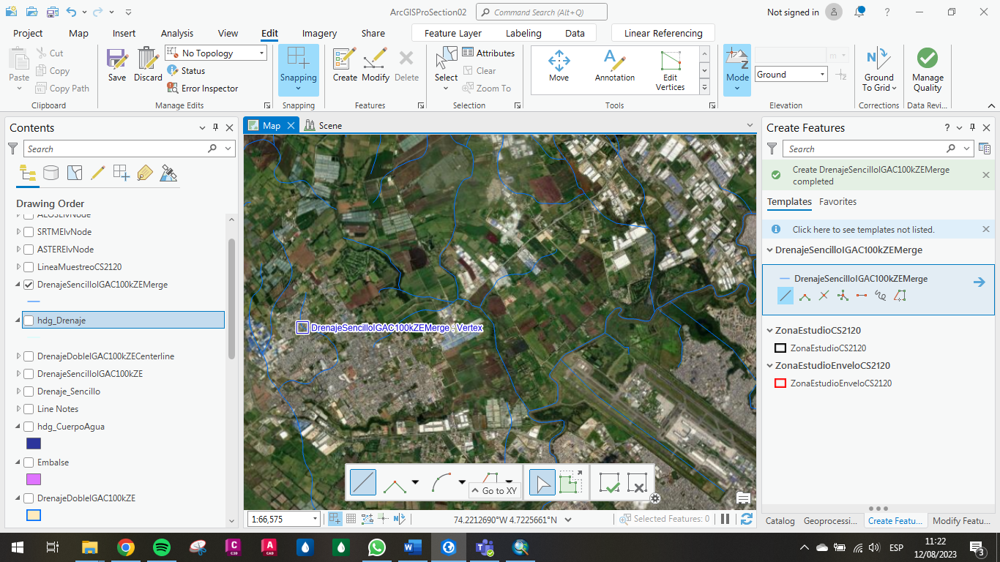 ArcGISProSection02
Command Search (Alt+Q)
Not signed in
?
Project
Map
Insert
Analysis
View
Edit
Imagery
Share
Feature Layer
Labeling
Data
Linear Referencing
Paste
Cut
Copy
Copy Path
Clipboard
Save
Discard
No Topology
Status
Error Inspector
Manage Edits
Snapping
Snapping
Create
Modify
Delete
Features
Select
Attributes
Clear
Zoom To
Selection
Move
Annotation
Edit
Vertices
Tools
Mode
m
Ground
Elevation
Ground
To Grid
Corrections
Manage
Quality
Data Revi...
Contents
Search
Drawing Order
ALOSElvNode
SRTMElvNode
ASTERElvNode
LineaMuestreoCS2120
DrenajeSencilloIGAC100kZEMerge
hdg_Drenaje
DrenajeDobleIGAC100kZECenterline
DrenajeSencilloIGAC100kZE
Drenaje_Sencillo
Line Notes
hdg_CuerpoAgua
Embalse
DrenajeDobleIGAC100kZE
Map
Scene
DrenajeSencilloIGAC100kZEMerge : Vertex
Go to XY
1:66,575
74.2212690°W 4.7225661°N
Selected Features: 0
Create Features
?
Search
Create DrenajeSencilloIGAC100kZEMerge
completed
Templates
Favorites
Click here to see templates not listed.
DrenajeSencilloIGAC100kZEMerge
DrenajeSencilloIGAC100kZEMerge
ZonaEstudioCS2120
ZonaEstudioCS2120
ZonaEstudioEnveloCS2120
ZonaEstudioEnveloCS2120
Catalog
Geoprocessi...
Create Featu...
Modify Featu...
ESP
11:22
12/08/2023
3